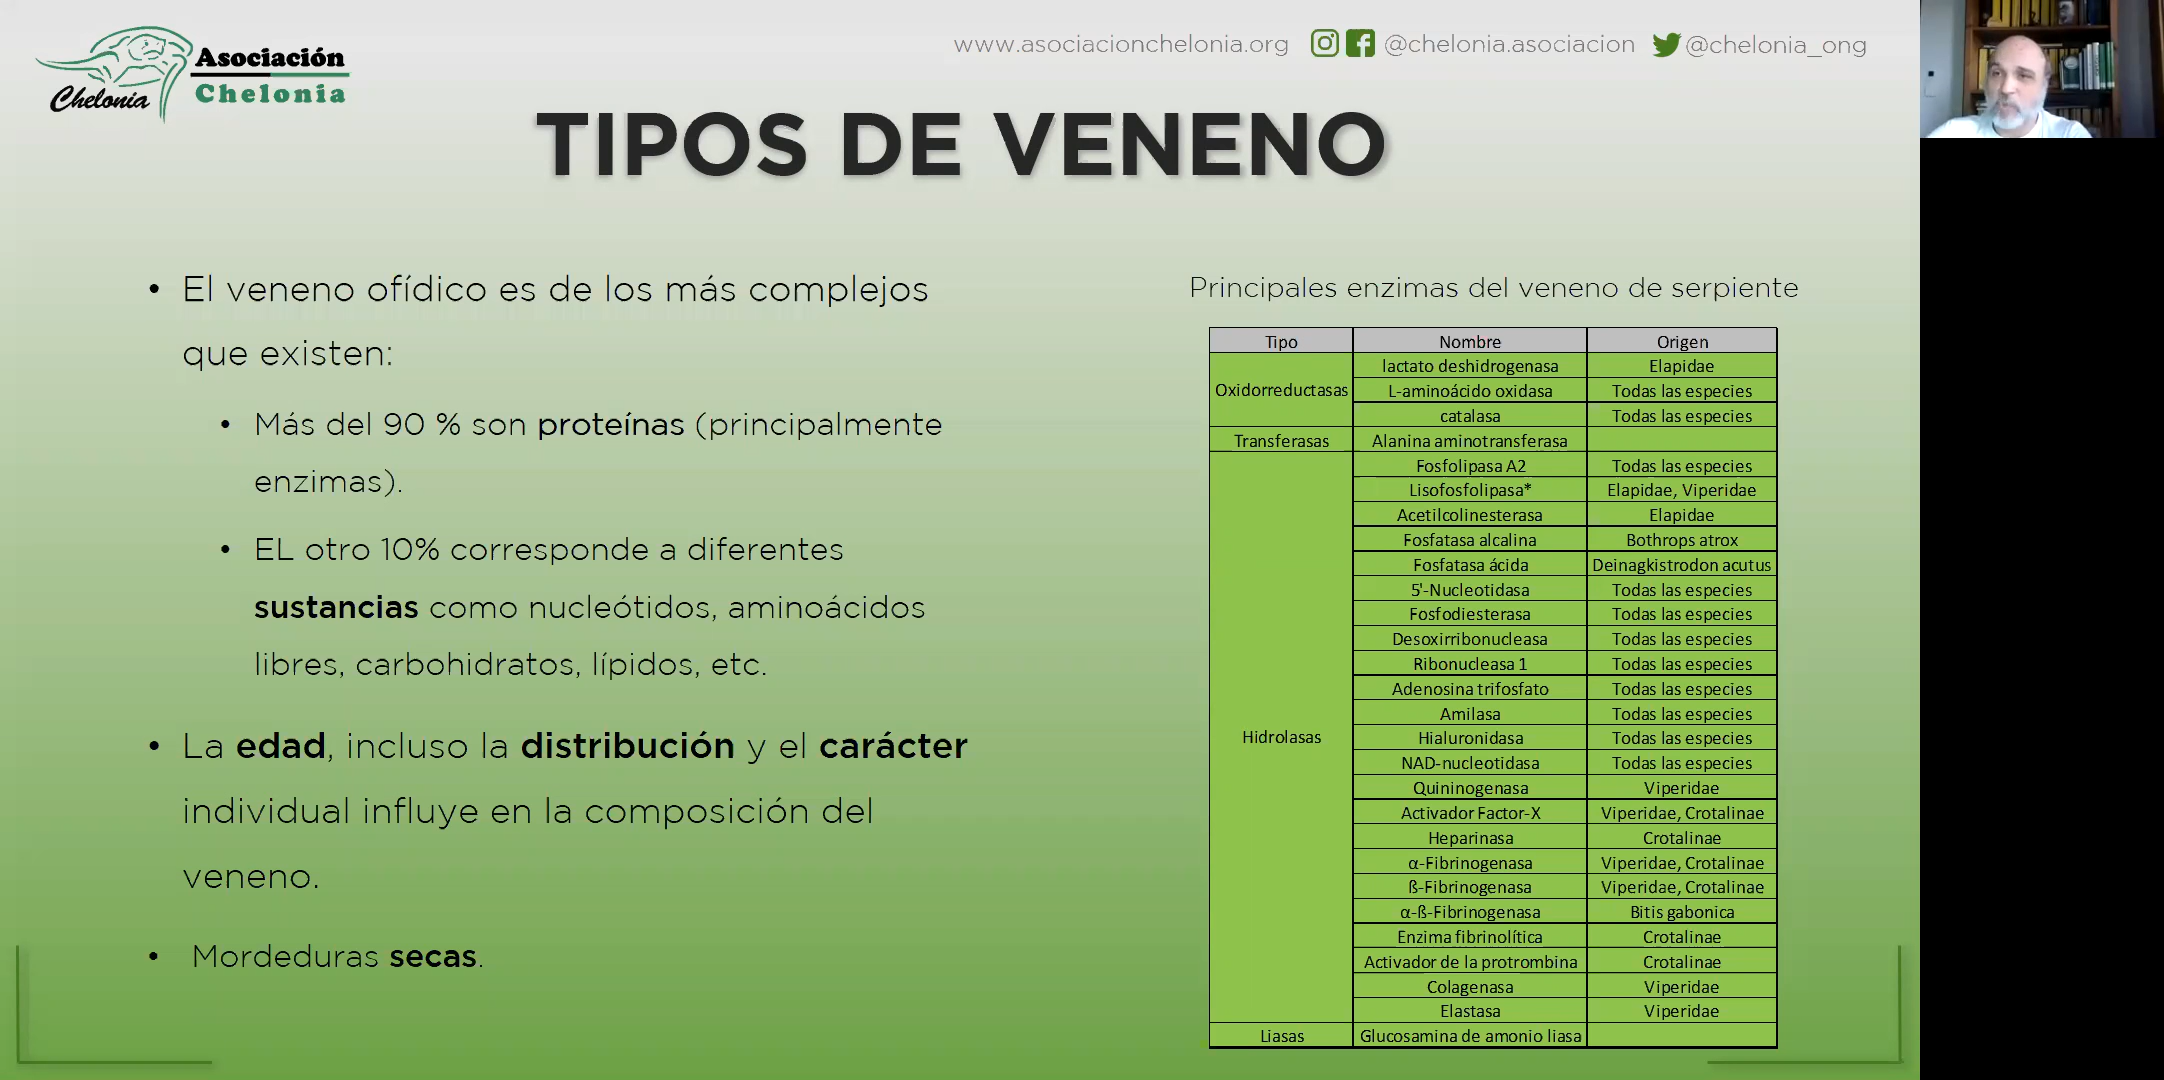 Chelonia
Asociación
Chelonia
www.asociacionchelonia.org @chelonia.asociacion @chelonia_ong
TIPOS DE VENENO
• El veneno ofídico es de los más complejos
que existen:
• Más del 90 % son proteínas (principalmente
enzimas).
• EL otro 10% corresponde a diferentes
sustancias como nucleótidos, aminoácidos
libres, carbohidratos, lípidos, etc.
• La edad, incluso la distribución y el carácter
individual influye en la composición del
veneno.
• Mordeduras secas.
Principales enzimas del veneno de serpiente
Tipo Nombre Origen
Oxidorreductasas
lactato deshidrogenasa Elapidae
L-aminoácido oxidasa Todas las especies
catalasa Todas las especies
Transferasas Alanina aminotransferasa
Hidrolasas
Fosfolipasa A2 Todas las especies
Lisofosfolipasa* Elapidae, Viperidae
Acetilcolinesterasa Elapidae
Fosfatasa alcalina Bothrops atrox
Fosfatasa ácida Deinagkistrodon acutus
5'-Nucleotidasa Todas las especies
Fosfodiesterasa Todas las especies
Desoxirribonucleasa Todas las especies
Ribonucleasa 1 Todas las especies
Adenosina trifosfato Todas las especies
Amilasa Todas las especies
Hialuronidasa Todas las especies
NAD-nucleotidasa Todas las especies
Quininogenasa Viperidae
Activador Factor-X Viperidae, Crotalinae
Heparinasa Crotalinae
α-Fibrinogenasa Viperidae, Crotalinae
ß-Fibrinogenasa Viperidae, Crotalinae
α-ß-Fibrinogenasa Bitis gabonica
Enzima fibrinolítica Crotalinae
Activador de la protrombina Crotalinae
Colagenasa Viperidae
Elastasa Viperidae
Liasas Glucosamina de amonio liasa